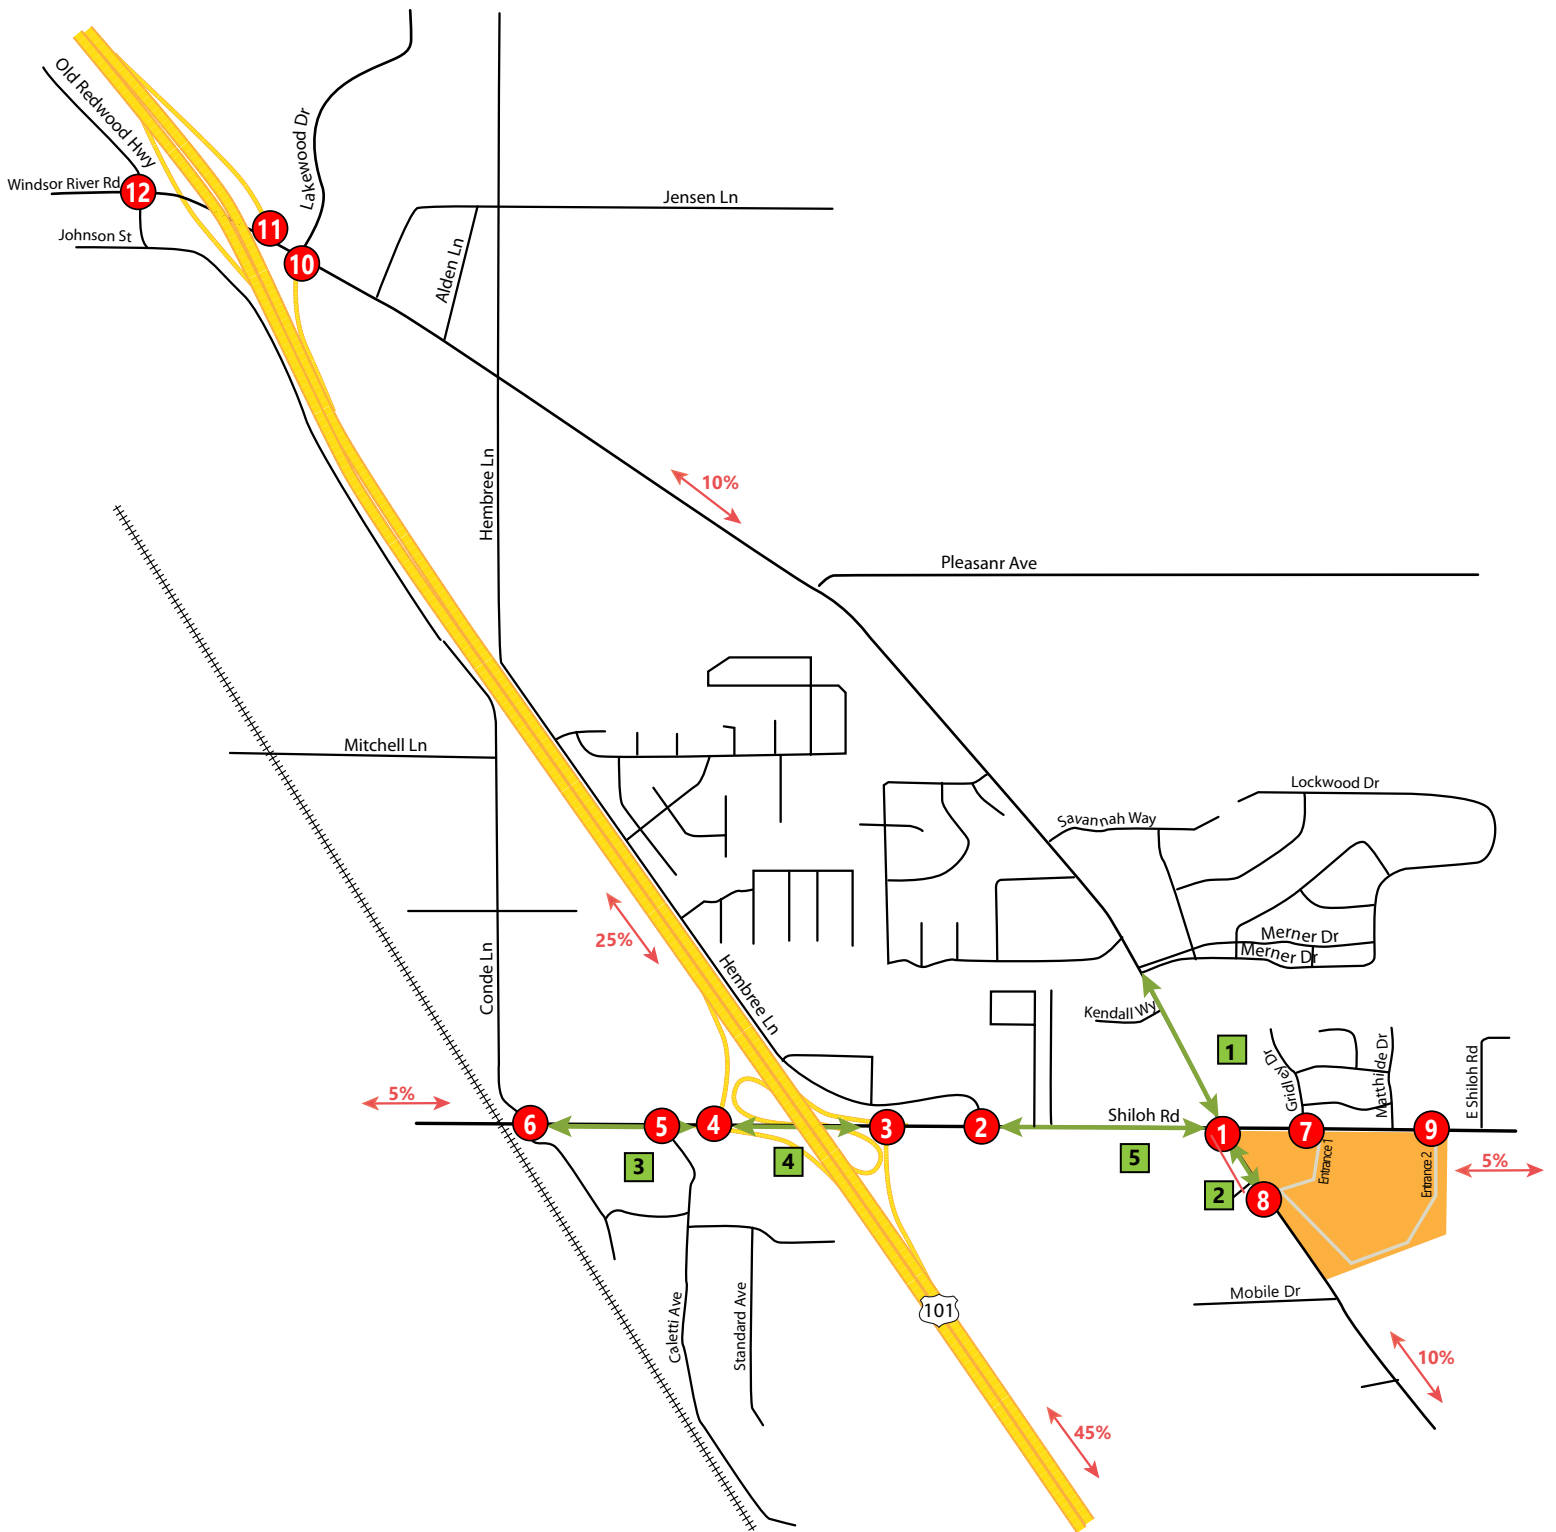 Old Redwood Hwy
Lakewood Dr
Windsor River Rd
12
Jensen Ln
11
Johnson St
Alden Ln
10
Hembree Ln
10%
Pleasanr Ave
Mitchell Ln
Lockwood Dr
Savannah Way
25%
Merner Dr
Merner Dr
Conde Ln
Hembree Ln
Kendall Wy
1
Gridley Dr
Matthilde Dr
E Shiloh Rd
5%
Shiloh Rd
6
5
4
3
2
1
7
9
3
4
5
Entrance 1
Entrance 2
5%
2
8
Mobile Dr
Caletti Ave
Standard Ave
101
10%
45%